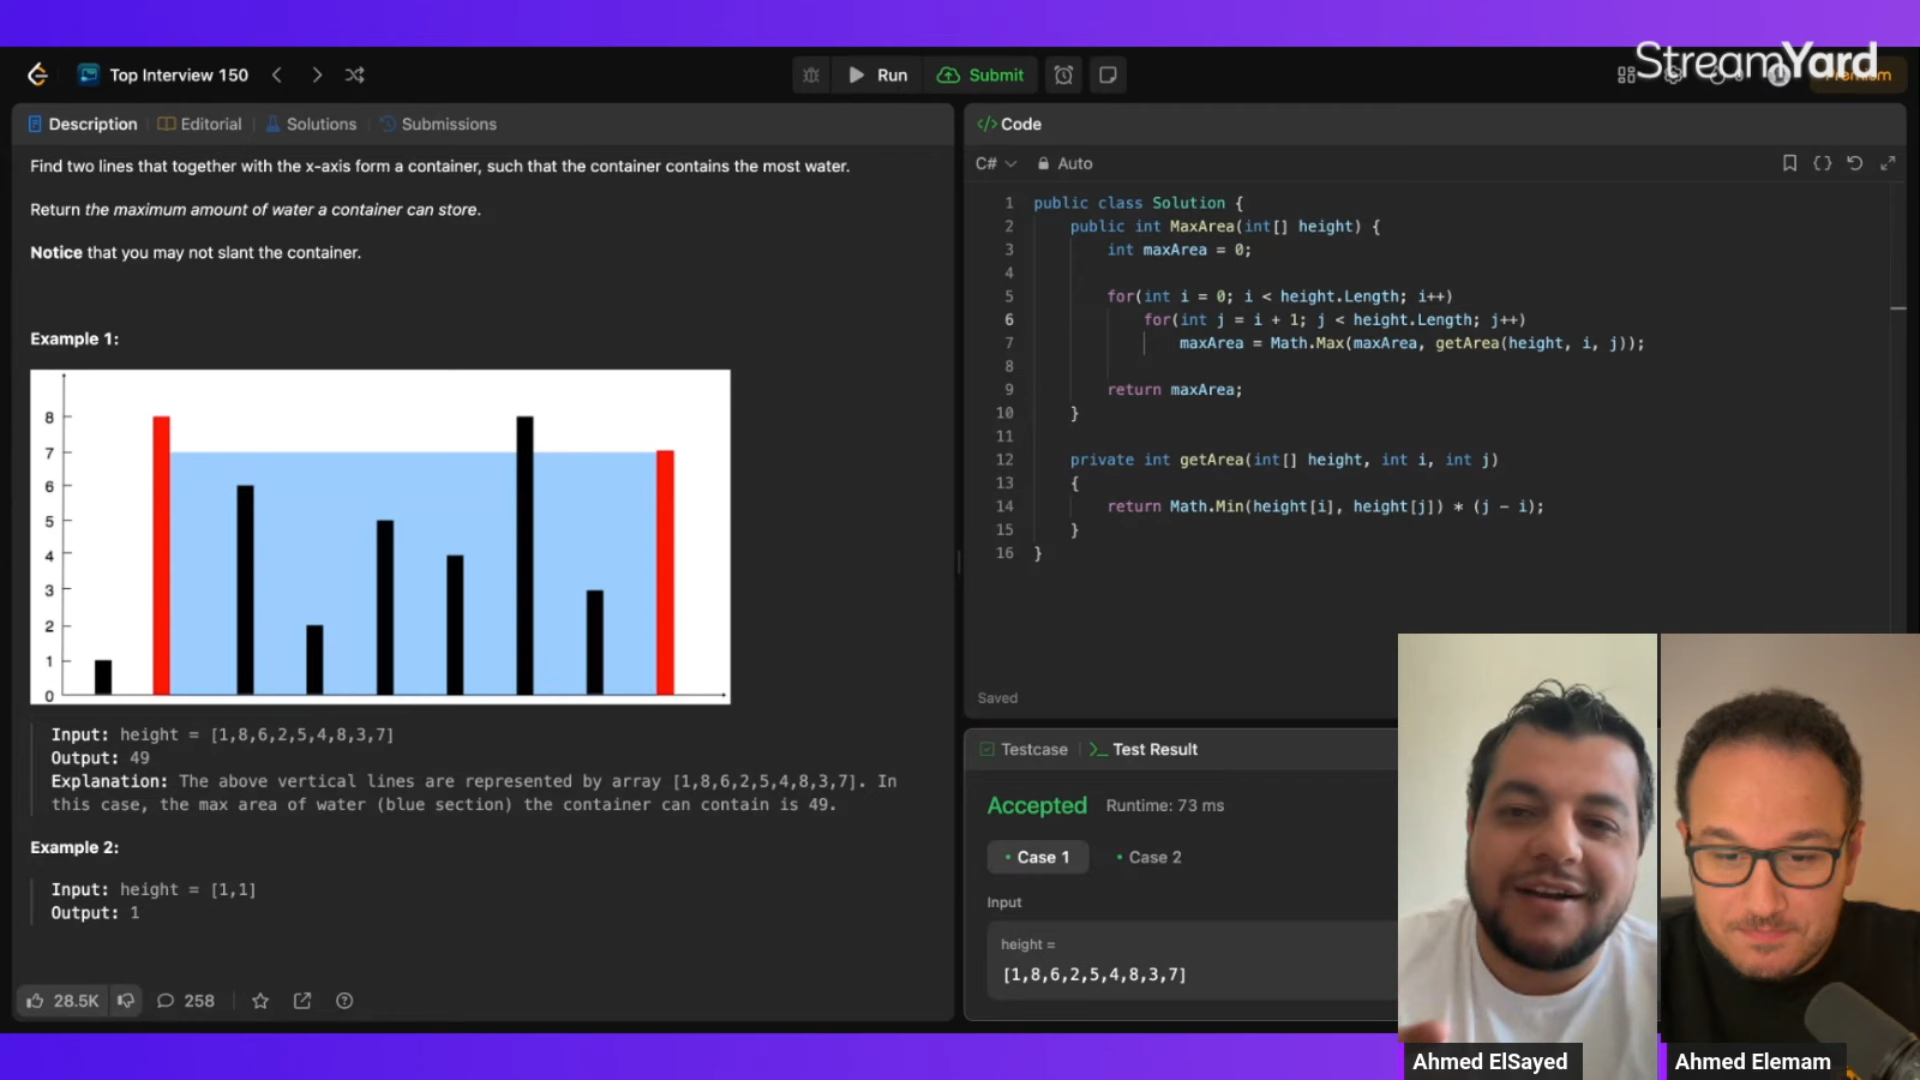 StreamYard
Top Interview 150
Run
Submit
Description
Editorial
Solutions
Submissions
Find two lines that together with the x-axis form a container, such that the container contains the most water.
Return the maximum amount of water a container can store.
Notice that you may not slant the container.
Example 1:
8
7
6
5
4
3
2
1
0
Input: height = [1,8,6,2,5,4,8,3,7]
Output: 49
Explanation: The above vertical lines are represented by array [1,8,6,2,5,4,8,3,7]. In
this case, the max area of water (blue section) the container can contain is 49.
Example 2:
Input: height = [1,1]
Output: 1
28.5K
258
</> Code
C#
Auto
1 public class Solution {
2 public int MaxArea(int[] height) {
3 int maxArea = 0;
4
5 for(int i = 0; i < height.Length; i++)
6 for(int j = i + 1; j < height.Length; j++)
7 maxArea = Math.Max(maxArea, getArea(height, i, j));
8
9 return maxArea;
10 }
11
12 private int getArea(int[] height, int i, int j)
13 {
14 return Math.Min(height[i], height[j]) * (j - i);
15 }
16 }
Saved
Testcase
>_ Test Result
Accepted Runtime: 73 ms
Case 1
Case 2
Input
height =
[1,8,6,2,5,4,8,3,7]
Ahmed ElSayed
Ahmed Elemam